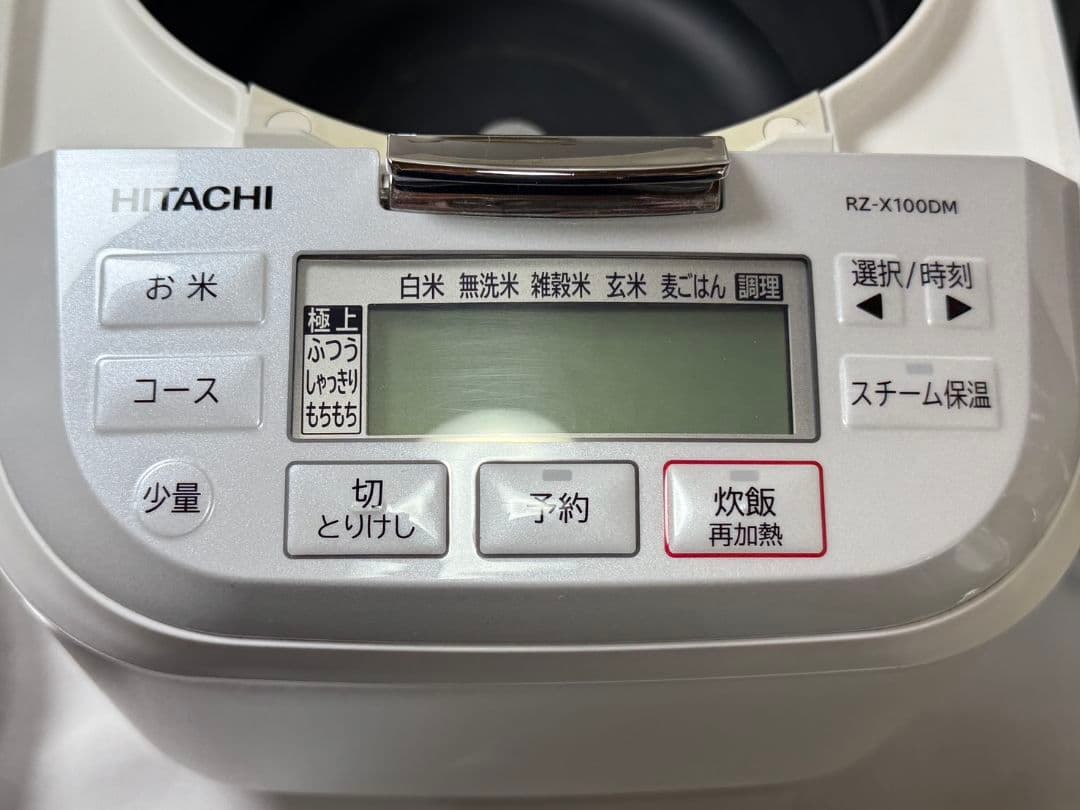 HITACHI
RZ-X100DM
お米
白米 無洗米 雑穀米 玄米 麦ごはん 調理
選択/時刻
◀ ▶
極上
ふつう
しゃっきり
もちもち
コース
スチーム保温
少量
切
とりけし
予約
炊飯
再加熱